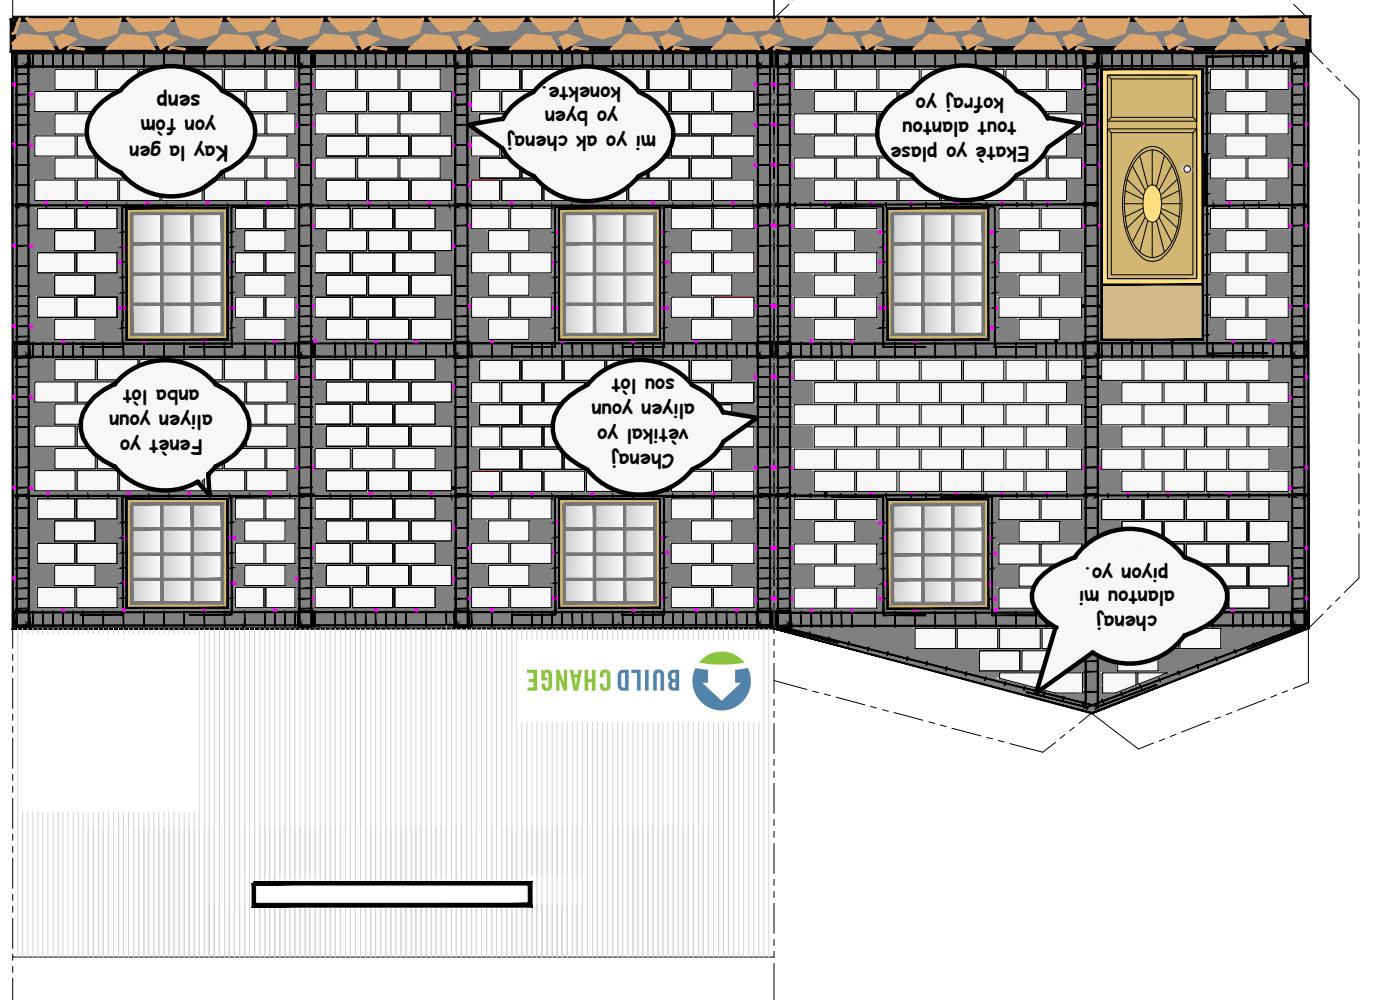 BUILD CHANGE
chenaj
alantou mi
piyon yo.
Chenaj
vètikal yo
aliyen youn
sou lòt
Fenèt yo
aliyen youn
anba lòt
Ekatè yo plase
tout alantou
kofraj yo
mi yo ak chenaj
yo byen
konekte.
Kay la gen
yon fòm
senp